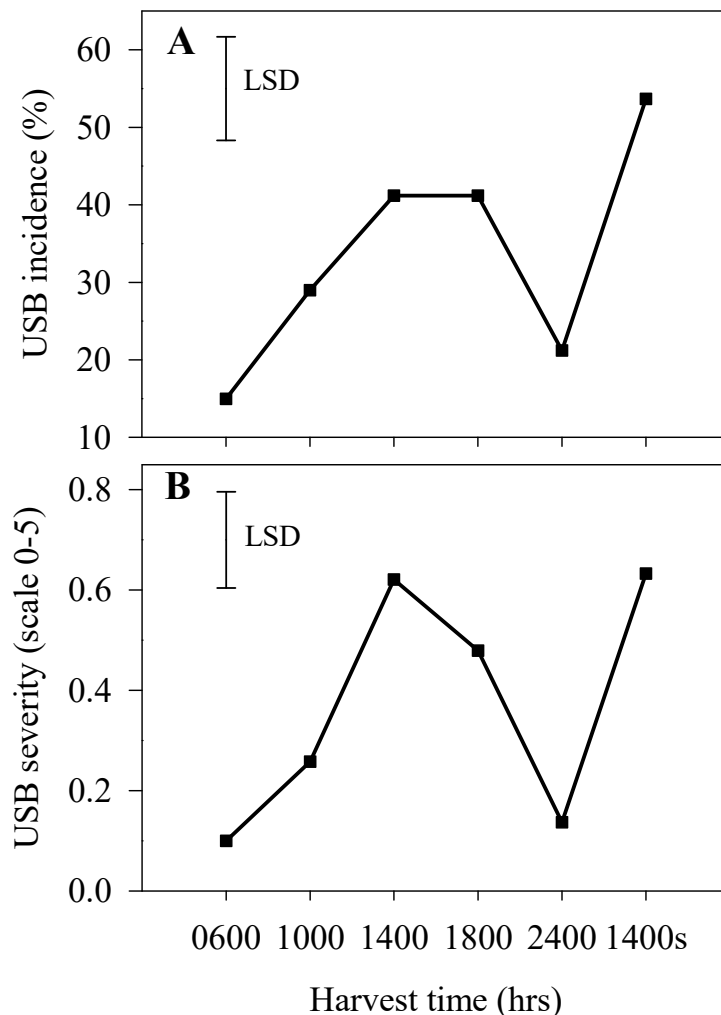 A
LSD
60
50
40
30
20
10
USB incidence (%)
B
LSD
0.8
0.6
0.4
0.2
0.0
USB severity (scale 0-5)
0600 1000 1400 1800 2400 1400s
Harvest time (hrs)